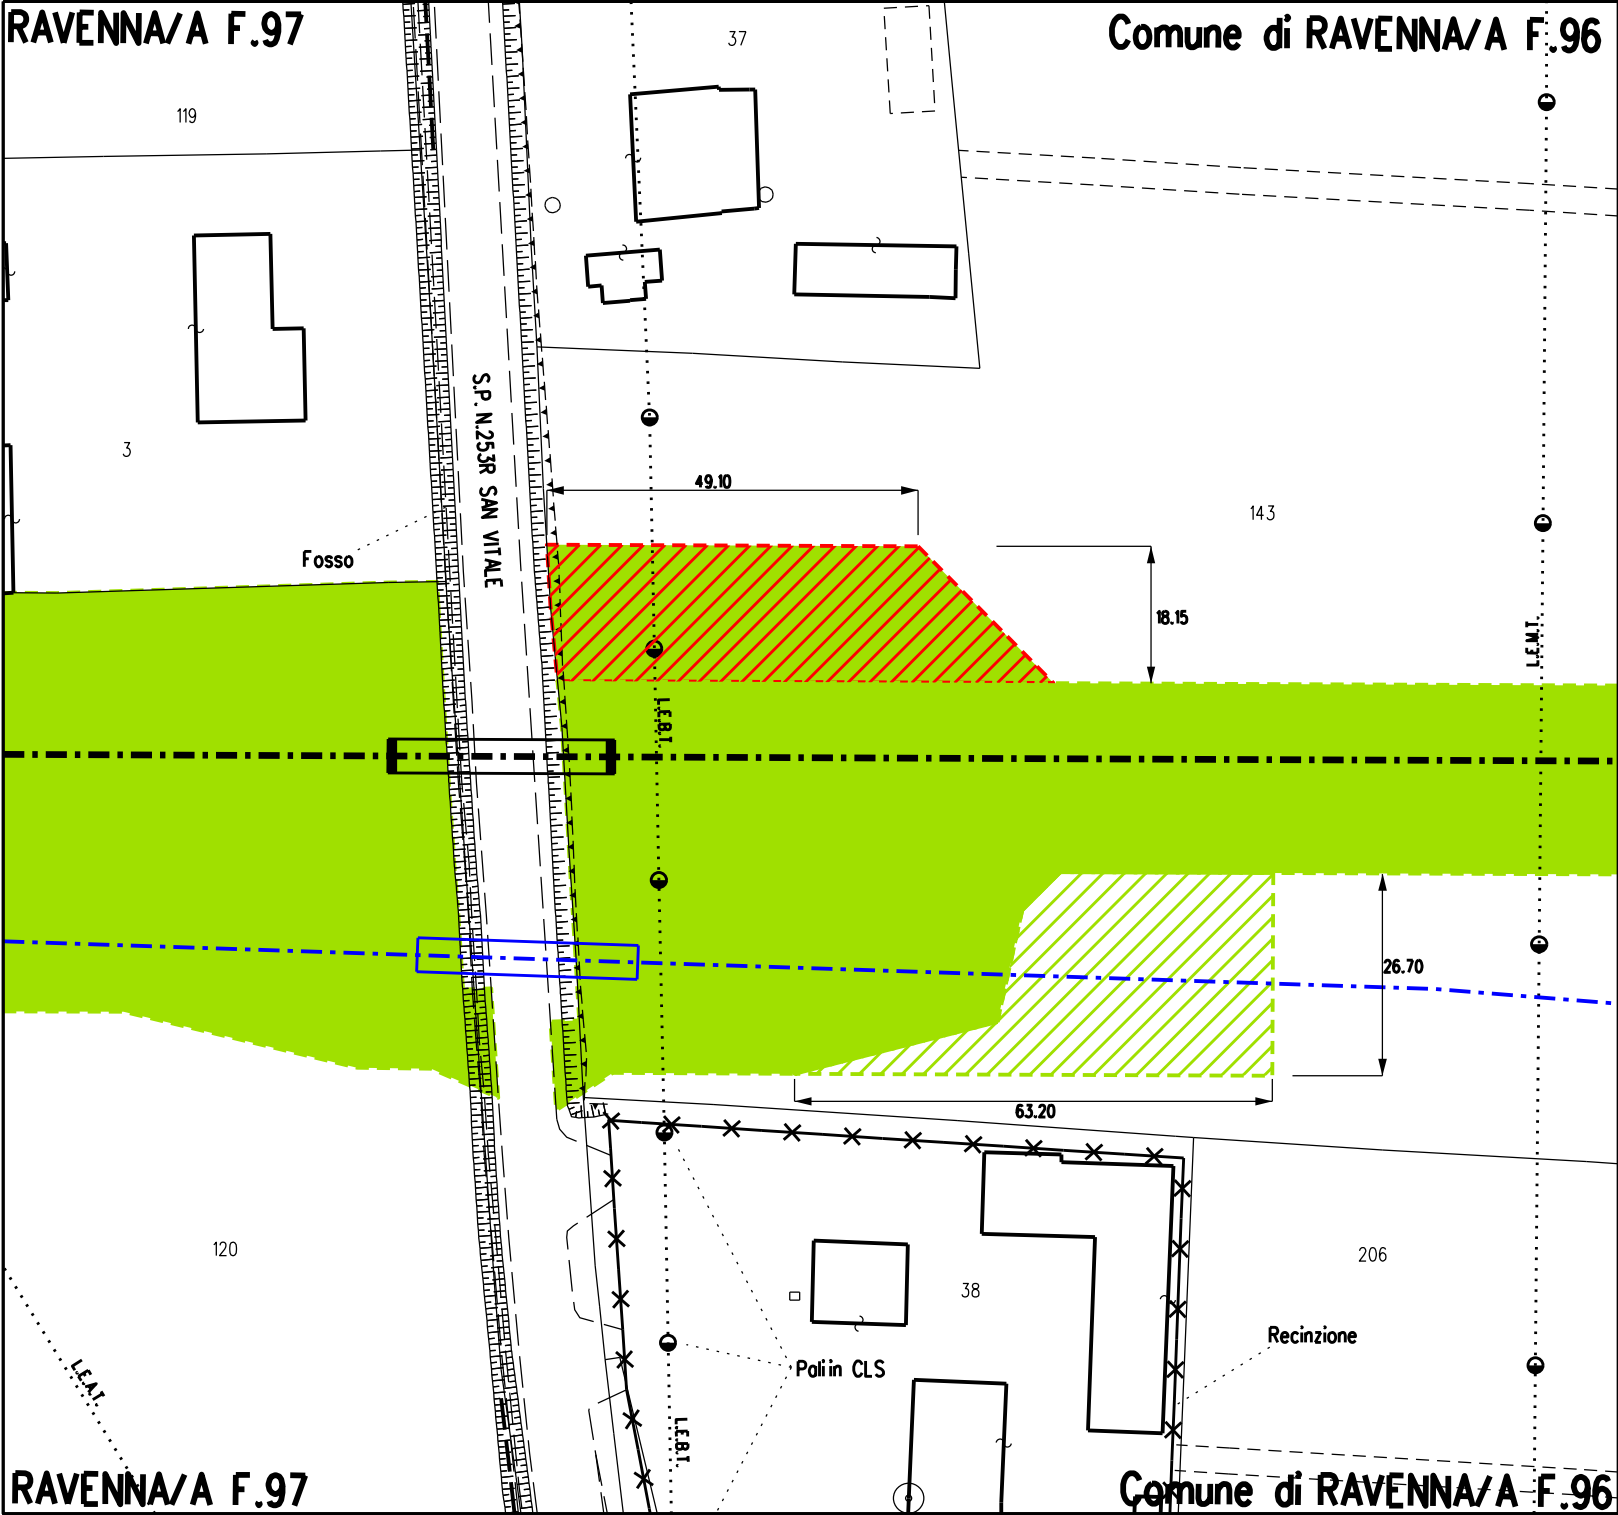 RAVENNA/A F.97
Comune di RAVENNA/A F.96
37
119
3
S.P. N.253R SAN VITALE
49.10
143
Fosso
18.15
L.E.M.T.
L.E.B.T.
26.70
63.20
120
38
206
Recinzione
Pali in CLS
L.E.A.T.
L.E.B.T.
RAVENNA/A F.97
Comune di RAVENNA/A F.96